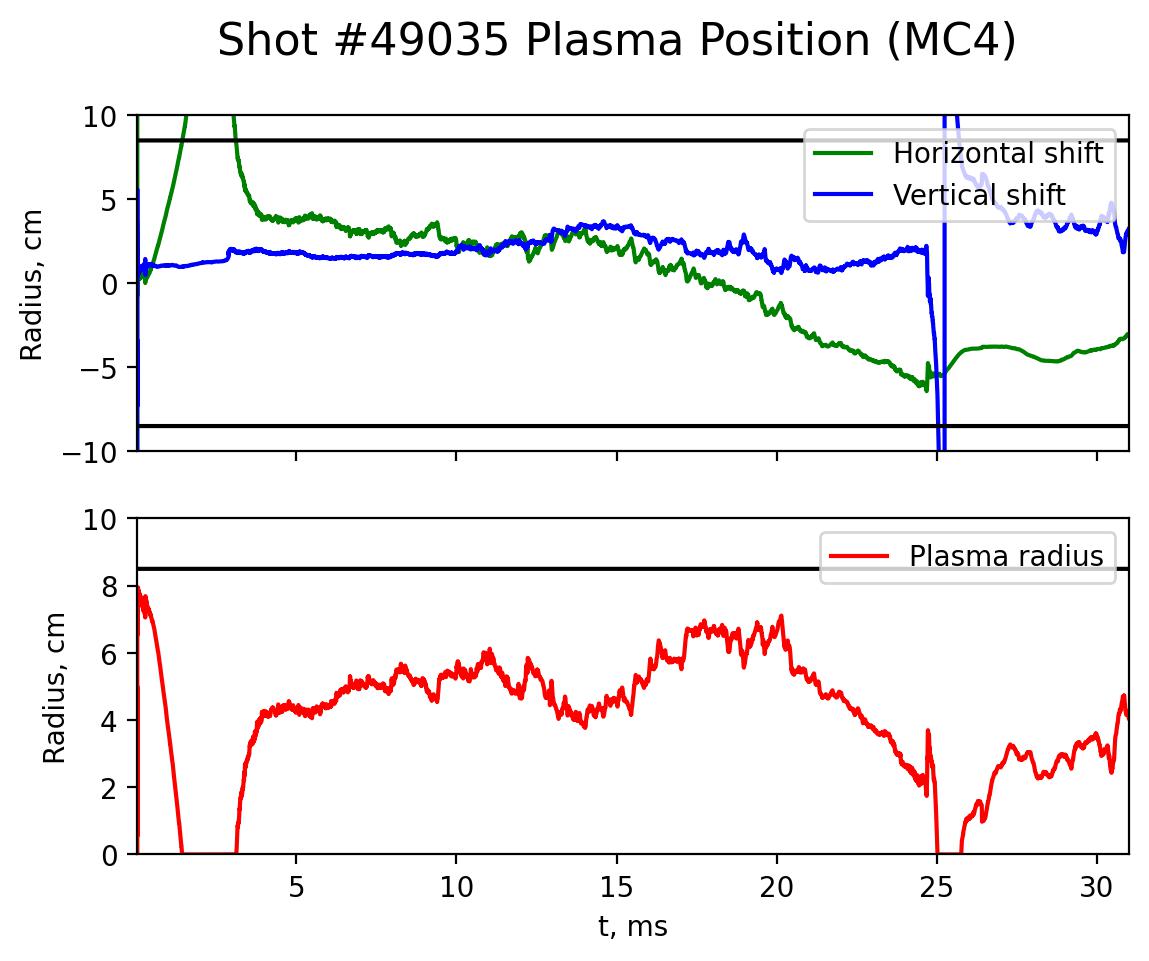 Shot #49035 Plasma Position (MC4)
10
5
0
−5
−10
Radius, cm
Horizontal shift
Vertical shift
10
8
6
4
2
0
Radius, cm
Plasma radius
5 10 15 20 25 30
t, ms